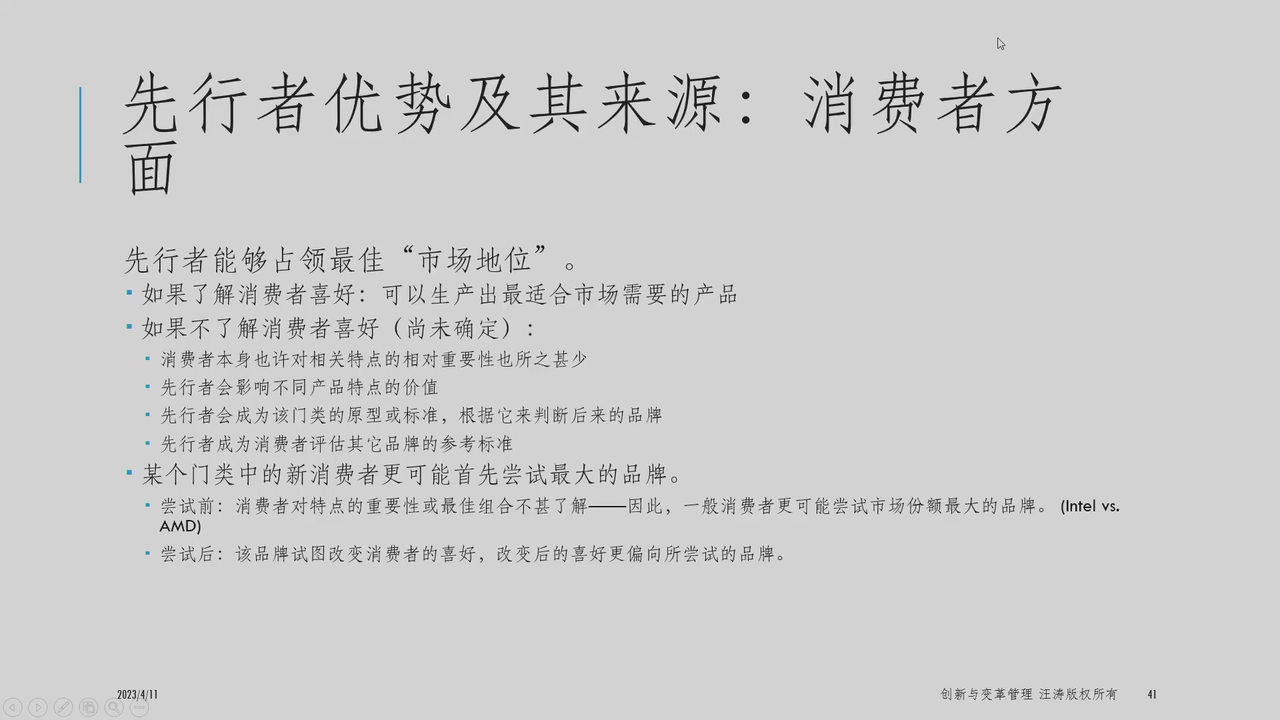 先行者优势及其来源：消费者方
面
先行者能够占领最佳“市场地位”。
如果了解消费者喜好：可以生产出最适合市场需要的产品
如果不了解消费者喜好（尚未确定）：
消费者本身也许对相关特点的相对重要性也所之甚少
先行者会影响不同产品特点的价值
先行者会成为该门类的原型或标准，根据它来判断后来的品牌
先行者成为消费者评估其它品牌的参考标准
某个门类中的新消费者更可能首先尝试最大的品牌。
尝试前：消费者对特点的重要性或最佳组合不甚了解——因此，一般消费者更可能尝试市场份额最大的品牌。 (Intel vs.
AMD)
尝试后：该品牌试图改变消费者的喜好，改变后的喜好更偏向所尝试的品牌。
2023/4/11
创新与变革管理 汪涛版权所有
41